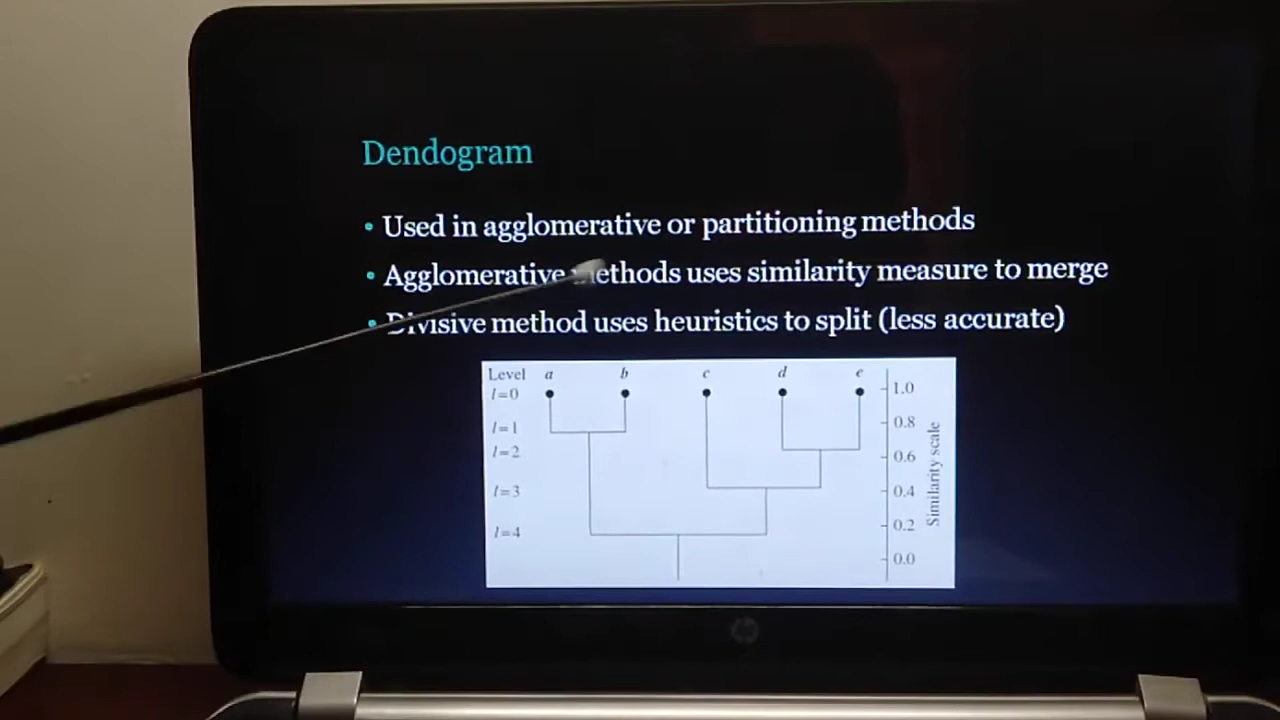 Dendogram
• Used in agglomerative or partitioning methods
• Agglomerative methods uses similarity measure to merge
• Divisive method uses heuristics to split (less accurate)
Level a b c d e
l=0 1.0
l=1 0.8
l=2 0.6
l=3 0.4
l=4 0.2
0.0
Similarity scale
hp